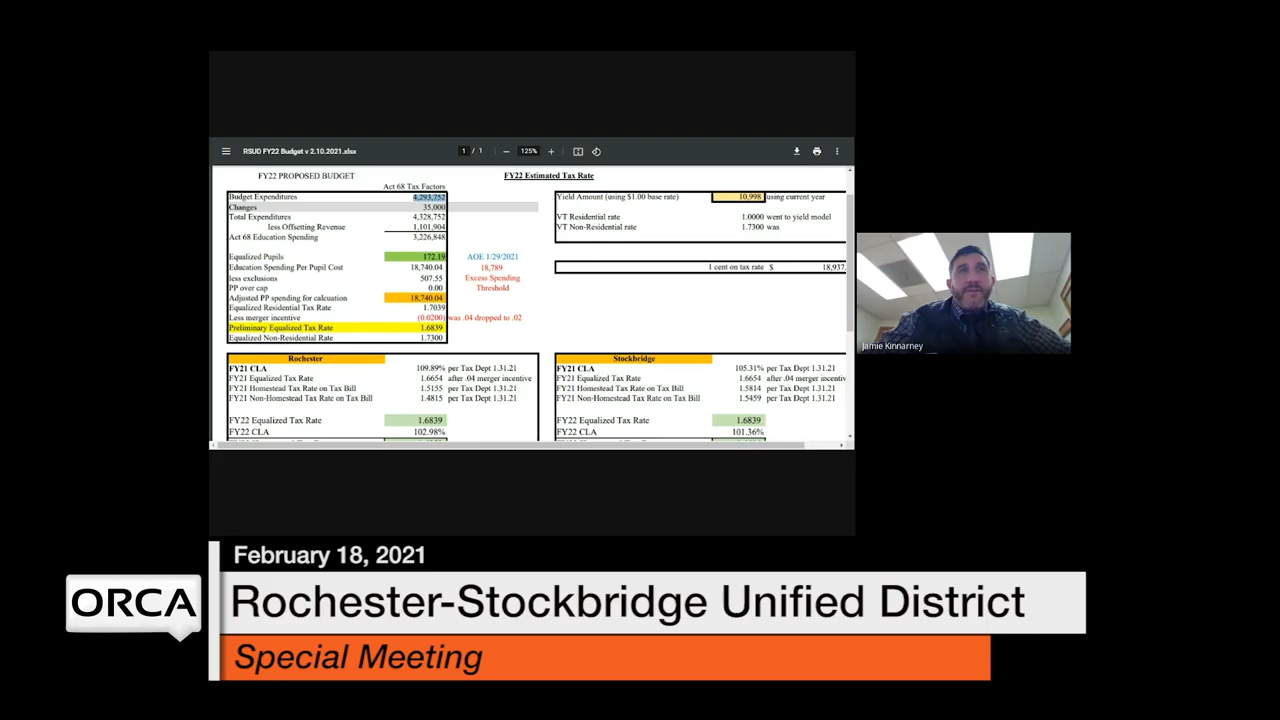 RSUD FY22 Budget v 2.10.2021.xlsx
1 / 1
125%
FY22 PROPOSED BUDGET
FY22 Estimated Tax Rate
Act 68 Tax Factors
Budget Expenditures 4,293,752
Changes 35,000
Total Expenditures 4,328,752
less Offsetting Revenue 1,101,904
Act 68 Education Spending 3,226,848
Yield Amount (using $1.00 base rate) 10,998 using current year
VT Residential rate 1.0000 went to yield model
VT Non-Residential rate 1.7300 was
Equalized Pupils 172.19 AOE 1/29/2021
Education Spending Per Pupil Cost 18,740.04 18,789
less exclusions 507.55 Excess Spending
PP over cap 0.00 Threshold
Adjusted PP spending for calcuation 18,740.04
Equalized Residential Tax Rate 1.7039
Less merger incentive (0.0200) was .04 dropped to .02
Preliminary Equalized Tax Rate 1.6839
Equalized Non-Residential Rate 1.7300
1 cent on tax rate $ 18,937.
Rochester
FY21 CLA 109.89% per Tax Dept 1.31.21
FY21 Equalized Tax Rate 1.6654 after .04 merger incentive
FY21 Homestead Tax Rate on Tax Bill 1.5155 per Tax Dept 1.31.21
FY21 Non-Homestead Tax Rate on Tax Bill 1.4815 per Tax Dept 1.31.21
FY22 Equalized Tax Rate 1.6839
FY22 CLA 102.98%
Stockbridge
FY21 CLA 105.31% per Tax Dept 1.31.21
FY21 Equalized Tax Rate 1.6654 after .04 merger incentiv
FY21 Homestead Tax Rate on Tax Bill 1.5814 per Tax Dept 1.31.21
FY21 Non-Homestead Tax Rate on Tax Bill 1.5459 per Tax Dept 1.31.21
FY22 Equalized Tax Rate 1.6839
FY22 CLA 101.36%
Jamie Kinnarney
February 18, 2021
ORCA
Rochester-Stockbridge Unified District
Special Meeting